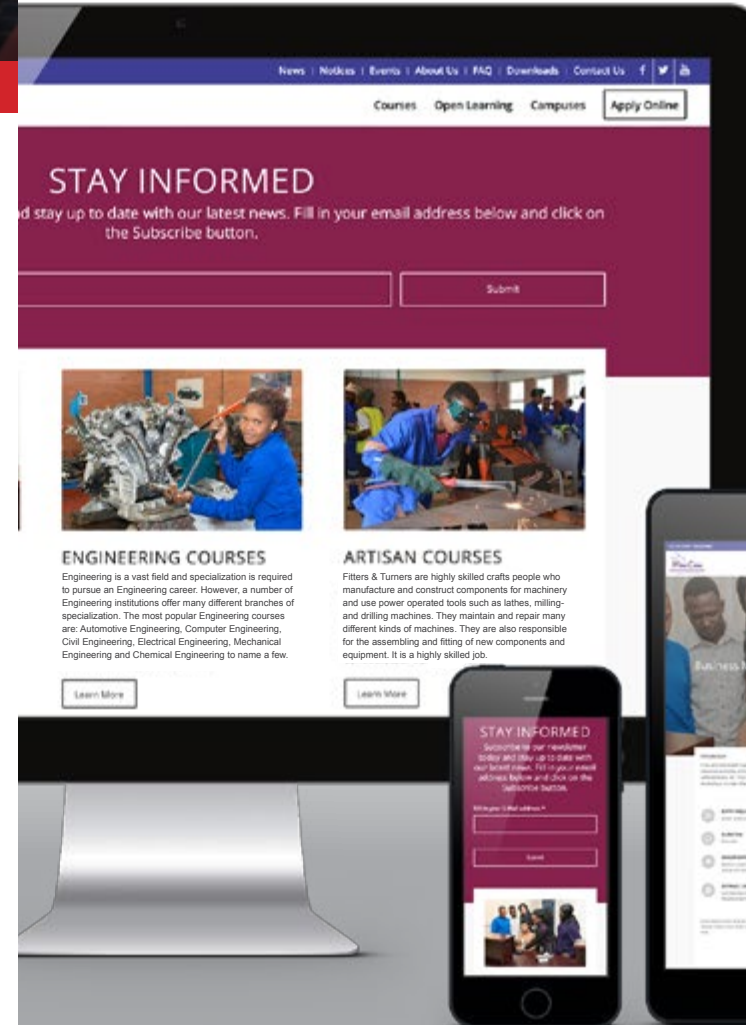 News | Notices | Events | About Us | FAQ | Downloads | Contact Us
Courses Open Learning Campuses Apply Online
STAY INFORMED
stay up to date with our latest news. Fill in your email address below and click on
the Subscribe button.
Submit
ENGINEERING COURSES
Engineering is a vast field and specialization is required
to pursue an Engineering career. However, a number of
Engineering institutions offer many different branches of
specialization. The most popular Engineering courses
are: Automotive Engineering, Computer Engineering,
Civil Engineering, Electrical Engineering, Mechanical
Engineering and Chemical Engineering to name a few.
Learn More
ARTISAN COURSES
Fitters & Turners are highly skilled crafts people who
manufacture and construct components for machinery
and use power operated tools such as lathes, milling-
and drilling machines. They maintain and repair many
different kinds of machines. They are also responsible
for the assembling and fitting of new components and
equipment. It is a highly skilled job.
Learn More
STAY INFORMED
Subscribe to our newsletter
today and stay up to date with
our latest news. Fill in your email
address below and click on the
Subscribe button.
Submit
Business